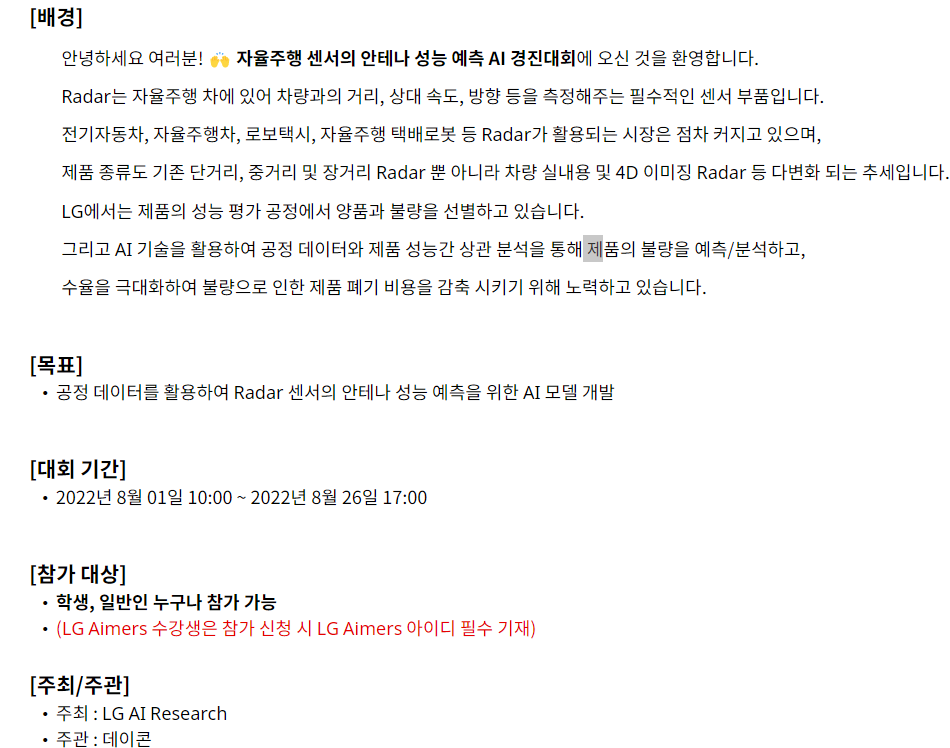 [배경]
안녕하세요 여러분! 🙌 자율주행 센서의 안테나 성능 예측 AI 경진대회에 오신 것을 환영합니다.
Radar는 자율주행 차에 있어 차량과의 거리, 상대 속도, 방향 등을 측정해주는 필수적인 센서 부품입니다.
전기자동차, 자율주행차, 로보택시, 자율주행 택배로봇 등 Radar가 활용되는 시장은 점차 커지고 있으며,
제품 종류도 기존 단거리, 중거리 및 장거리 Radar 뿐 아니라 차량 실내용 및 4D 이미징 Radar 등 다변화 되는 추세입니다.
LG에서는 제품의 성능 평가 공정에서 양품과 불량을 선별하고 있습니다.
그리고 AI 기술을 활용하여 공정 데이터와 제품 성능간 상관 분석을 통해 제품의 불량을 예측/분석하고,
수율을 극대화하여 불량으로 인한 제품 폐기 비용을 감축 시키기 위해 노력하고 있습니다.
[목표]
• 공정 데이터를 활용하여 Radar 센서의 안테나 성능 예측을 위한 AI 모델 개발
[대회 기간]
• 2022년 8월 01일 10:00 ~ 2022년 8월 26일 17:00
[참가 대상]
• 학생, 일반인 누구나 참가 가능
• (LG Aimers 수강생은 참가 신청 시 LG Aimers 아이디 필수 기재)
[주최/주관]
• 주최 : LG AI Research
• 주관 : 데이콘